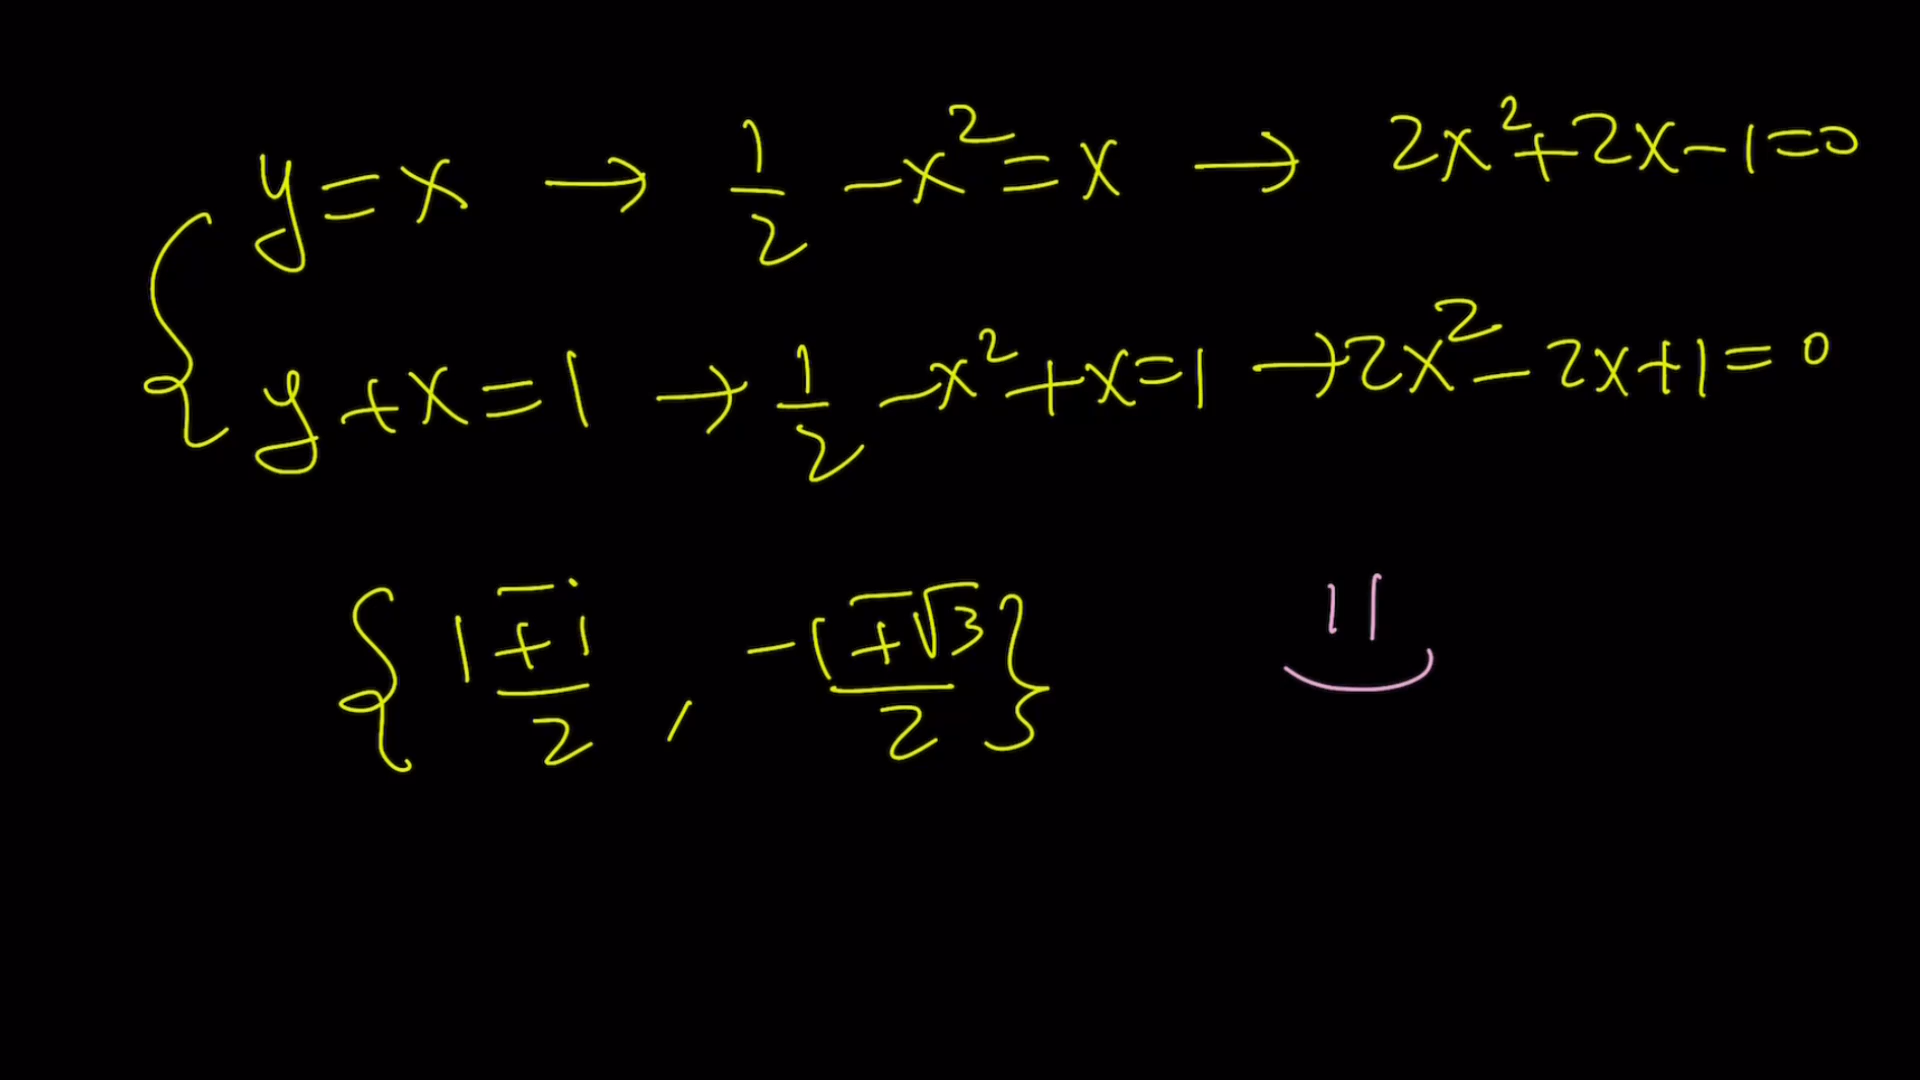 y = x → 1/2 - x² = x → 2x² + 2x - 1 = 0
y + x = 1 → 1/2 - x² + x = 1 → 2x² - 2x + 1 = 0
{ (1 ∓ i)/2 , (-1 ∓ √3)/2 }